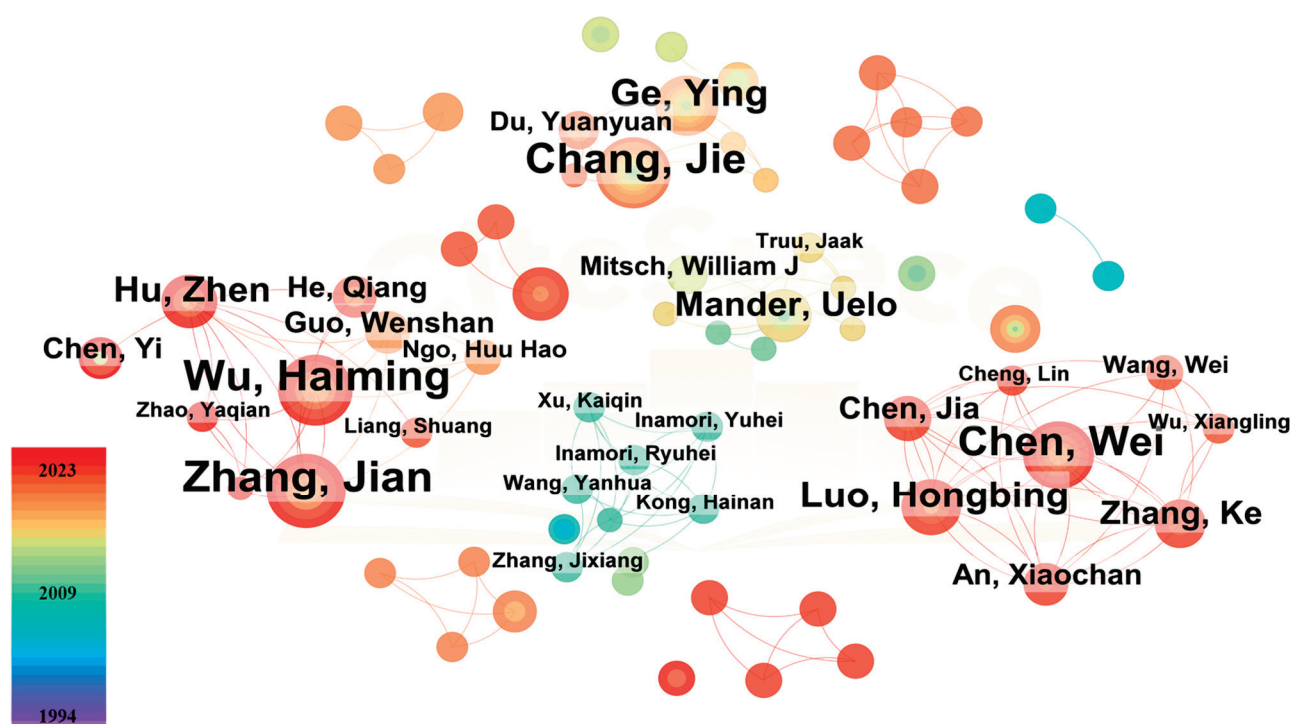 Ge, Ying
Du, Yuanyuan
Chang, Jie
CiteSpace
Truu, Jaak
Mitsch, William J
Mander, Uelo
Hu, Zhen
He, Qiang
Guo, Wenshan
Chen, Yi
Ngo, Huu Hao
Wu, Haiming
Zhao, Yaqian
Liang, Shuang
Zhang, Jian
Xu, Kaiqin
Inamori, Yuhei
Inamori, Ryuhei
Wang, Yanhua
Kong, Hainan
Zhang, Jixiang
Cheng, Lin
Wang, Wei
Chen, Jia
Wu, Xiangling
Chen, Wei
Luo, Hongbing
Zhang, Ke
An, Xiaochan
2023
2009
1994